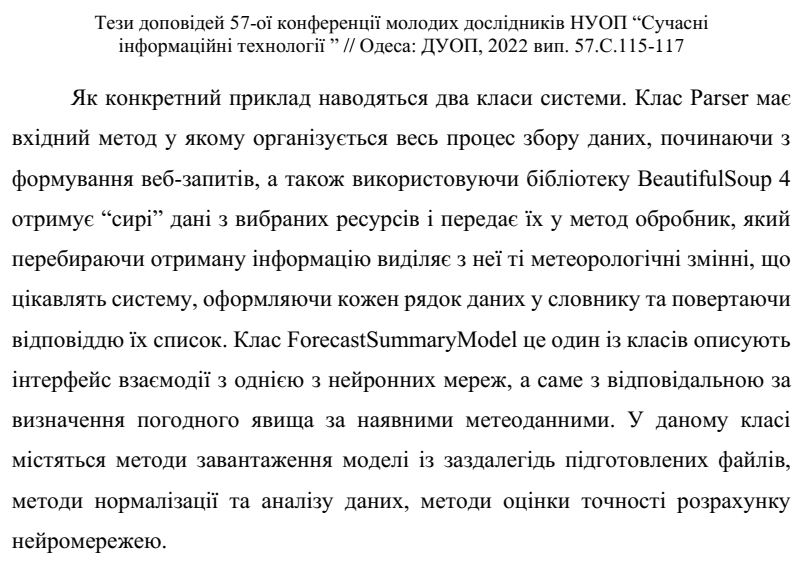 Тези доповідей 57-ої конференції молодих дослідників НУОП “Сучасні
інформаційні технології ” // Одеса: ДУОП, 2022 вип. 57.С.115-117
Як конкретний приклад наводяться два класи системи. Клас Parser має
вхідний метод у якому організується весь процес збору даних, починаючи з
формування веб-запитів, а також використовуючи бібліотеку BeautifulSoup 4
отримує “сирі” дані з вибраних ресурсів і передає їх у метод обробник, який
перебираючи отриману інформацію виділяє з неї ті метеорологічні змінні, що
цікавлять систему, оформляючи кожен рядок даних у словнику та повертаючи
відповіддю їх список. Клас ForecastSummaryModel це один із класів описують
інтерфейс взаємодії з однією з нейронних мереж, а саме з відповідальною за
визначення погодного явища за наявними метеоданними. У даному класі
містяться методи завантаження моделі із заздалегідь підготовлених файлів,
методи нормалізації та аналізу даних, методи оцінки точності розрахунку
нейромережею.